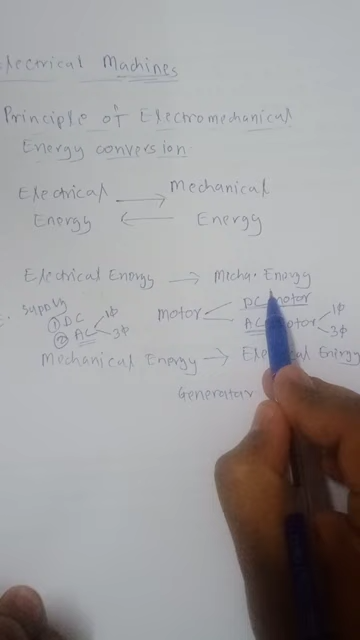 Electrical Machines
Principle of Electromechanical
Energy conversion
Electrical → Mechanical
Energy ← Energy
Electrical Energy → Mecha. Energy
E. Supply
① DC
② AC 1Φ
3Φ
Motor DC motor
AC motor 1Φ
3Φ
Mechanical Energy → Electrical Energy
Generator